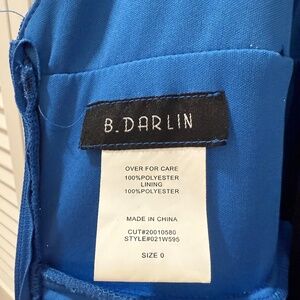 B.DARLIN
OVER FOR CARE
100%POLYESTER
LINING
100%POLYESTER
MADE IN CHINA
CUT#20010580
STYLE#021W595
SIZE 0